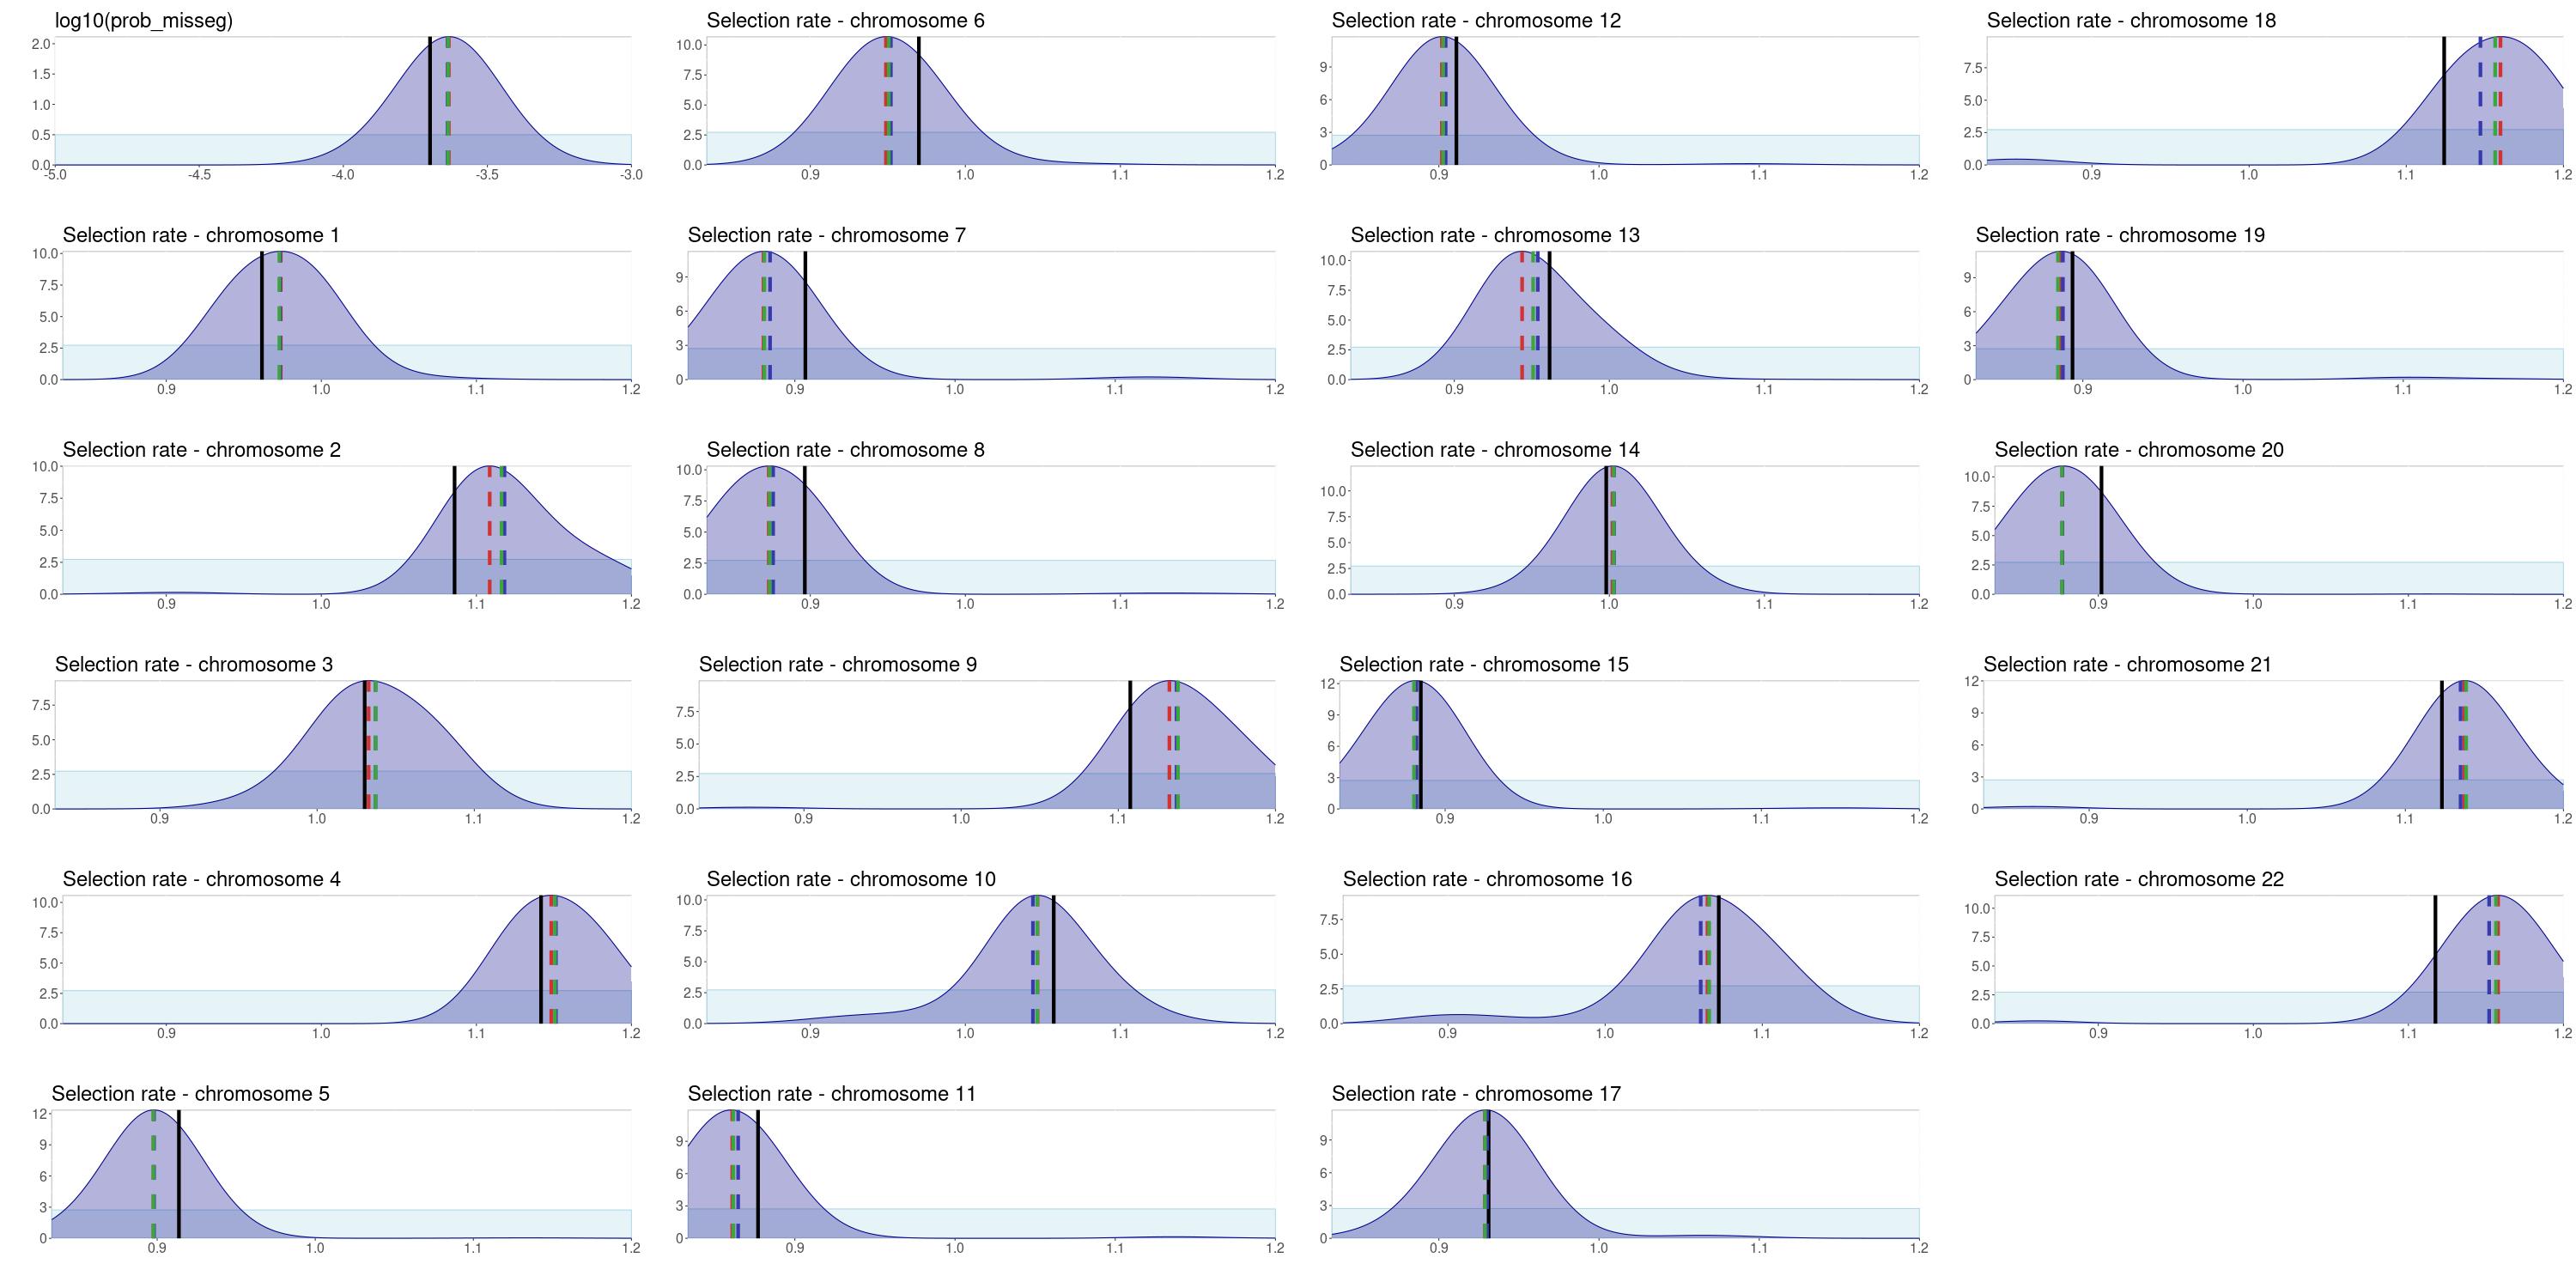 log10(prob_misseg)
2.0
1.5
1.0
0.5
0.0
-5.0 -4.5 -4.0 -3.5 -3.0
Selection rate - chromosome 6
10.0
7.5
5.0
2.5
0.0
0.9 1.0 1.1 1.2
Selection rate - chromosome 12
9
6
3
0
0.9 1.0 1.1 1.2
Selection rate - chromosome 18
7.5
5.0
2.5
0.0
0.9 1.0 1.1 1.2
Selection rate - chromosome 1
10.0
7.5
5.0
2.5
0.0
0.9 1.0 1.1 1.2
Selection rate - chromosome 7
9
6
3
0
0.9 1.0 1.1 1.2
Selection rate - chromosome 13
10.0
7.5
5.0
2.5
0.0
0.9 1.0 1.1 1.2
Selection rate - chromosome 19
9
6
3
0
0.9 1.0 1.1 1.2
Selection rate - chromosome 2
10.0
7.5
5.0
2.5
0.0
0.9 1.0 1.1 1.2
Selection rate - chromosome 8
10.0
7.5
5.0
2.5
0.0
0.9 1.0 1.1 1.2
Selection rate - chromosome 14
10.0
7.5
5.0
2.5
0.0
0.9 1.0 1.1 1.2
Selection rate - chromosome 20
10.0
7.5
5.0
2.5
0.0
0.9 1.0 1.1 1.2
Selection rate - chromosome 3
7.5
5.0
2.5
0.0
0.9 1.0 1.1 1.2
Selection rate - chromosome 9
7.5
5.0
2.5
0.0
0.9 1.0 1.1 1.2
Selection rate - chromosome 15
12
9
6
3
0
0.9 1.0 1.1 1.2
Selection rate - chromosome 21
12
9
6
3
0
0.9 1.0 1.1 1.2
Selection rate - chromosome 4
10.0
7.5
5.0
2.5
0.0
0.9 1.0 1.1 1.2
Selection rate - chromosome 10
10.0
7.5
5.0
2.5
0.0
0.9 1.0 1.1 1.2
Selection rate - chromosome 16
7.5
5.0
2.5
0.0
0.9 1.0 1.1 1.2
Selection rate - chromosome 22
10.0
7.5
5.0
2.5
0.0
0.9 1.0 1.1 1.2
Selection rate - chromosome 5
12
9
6
3
0
0.9 1.0 1.1 1.2
Selection rate - chromosome 11
9
6
3
0
0.9 1.0 1.1 1.2
Selection rate - chromosome 17
9
6
3
0
0.9 1.0 1.1 1.2